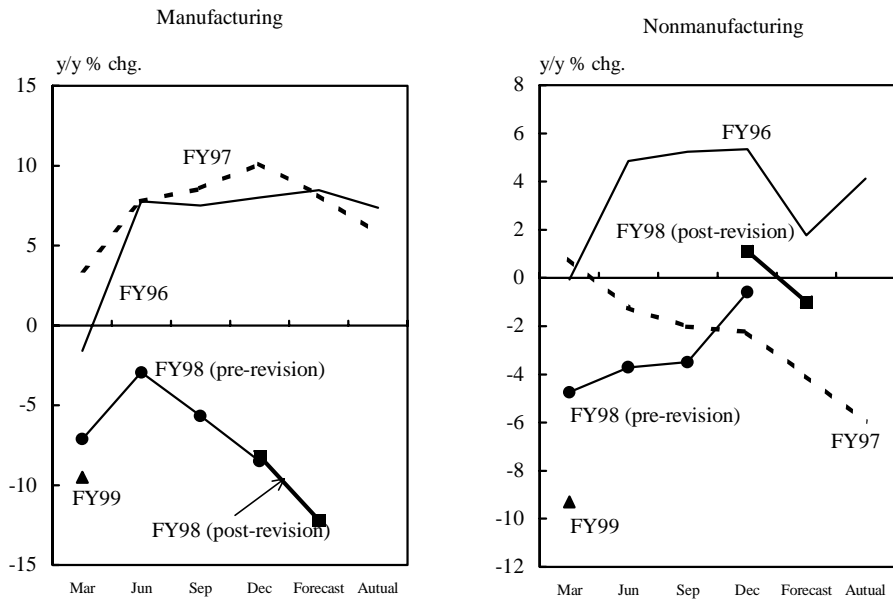 Manufacturing
y/y % chg.
15
10
5
0
-5
-10
-15
FY97
FY96
FY98 (pre-revision)
FY99
FY98 (post-revision)
Mar Jun Sep Dec Forecast Autual
Nonmanufacturing
y/y % chg.
8
6
4
2
0
-2
-4
-6
-8
-10
-12
FY96
FY98 (post-revision)
FY98 (pre-revision)
FY97
FY99
Mar Jun Sep Dec Forecast Autual